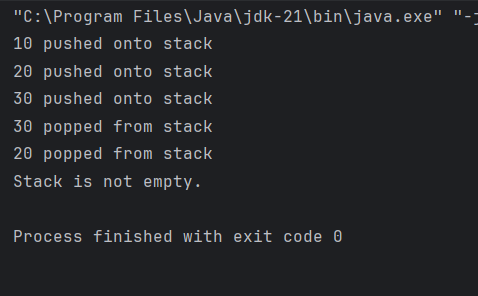 "C:\Program Files\Java\jdk-21\bin\java.exe" "-j
10 pushed onto stack
20 pushed onto stack
30 pushed onto stack
30 popped from stack
20 popped from stack
Stack is not empty.
Process finished with exit code 0